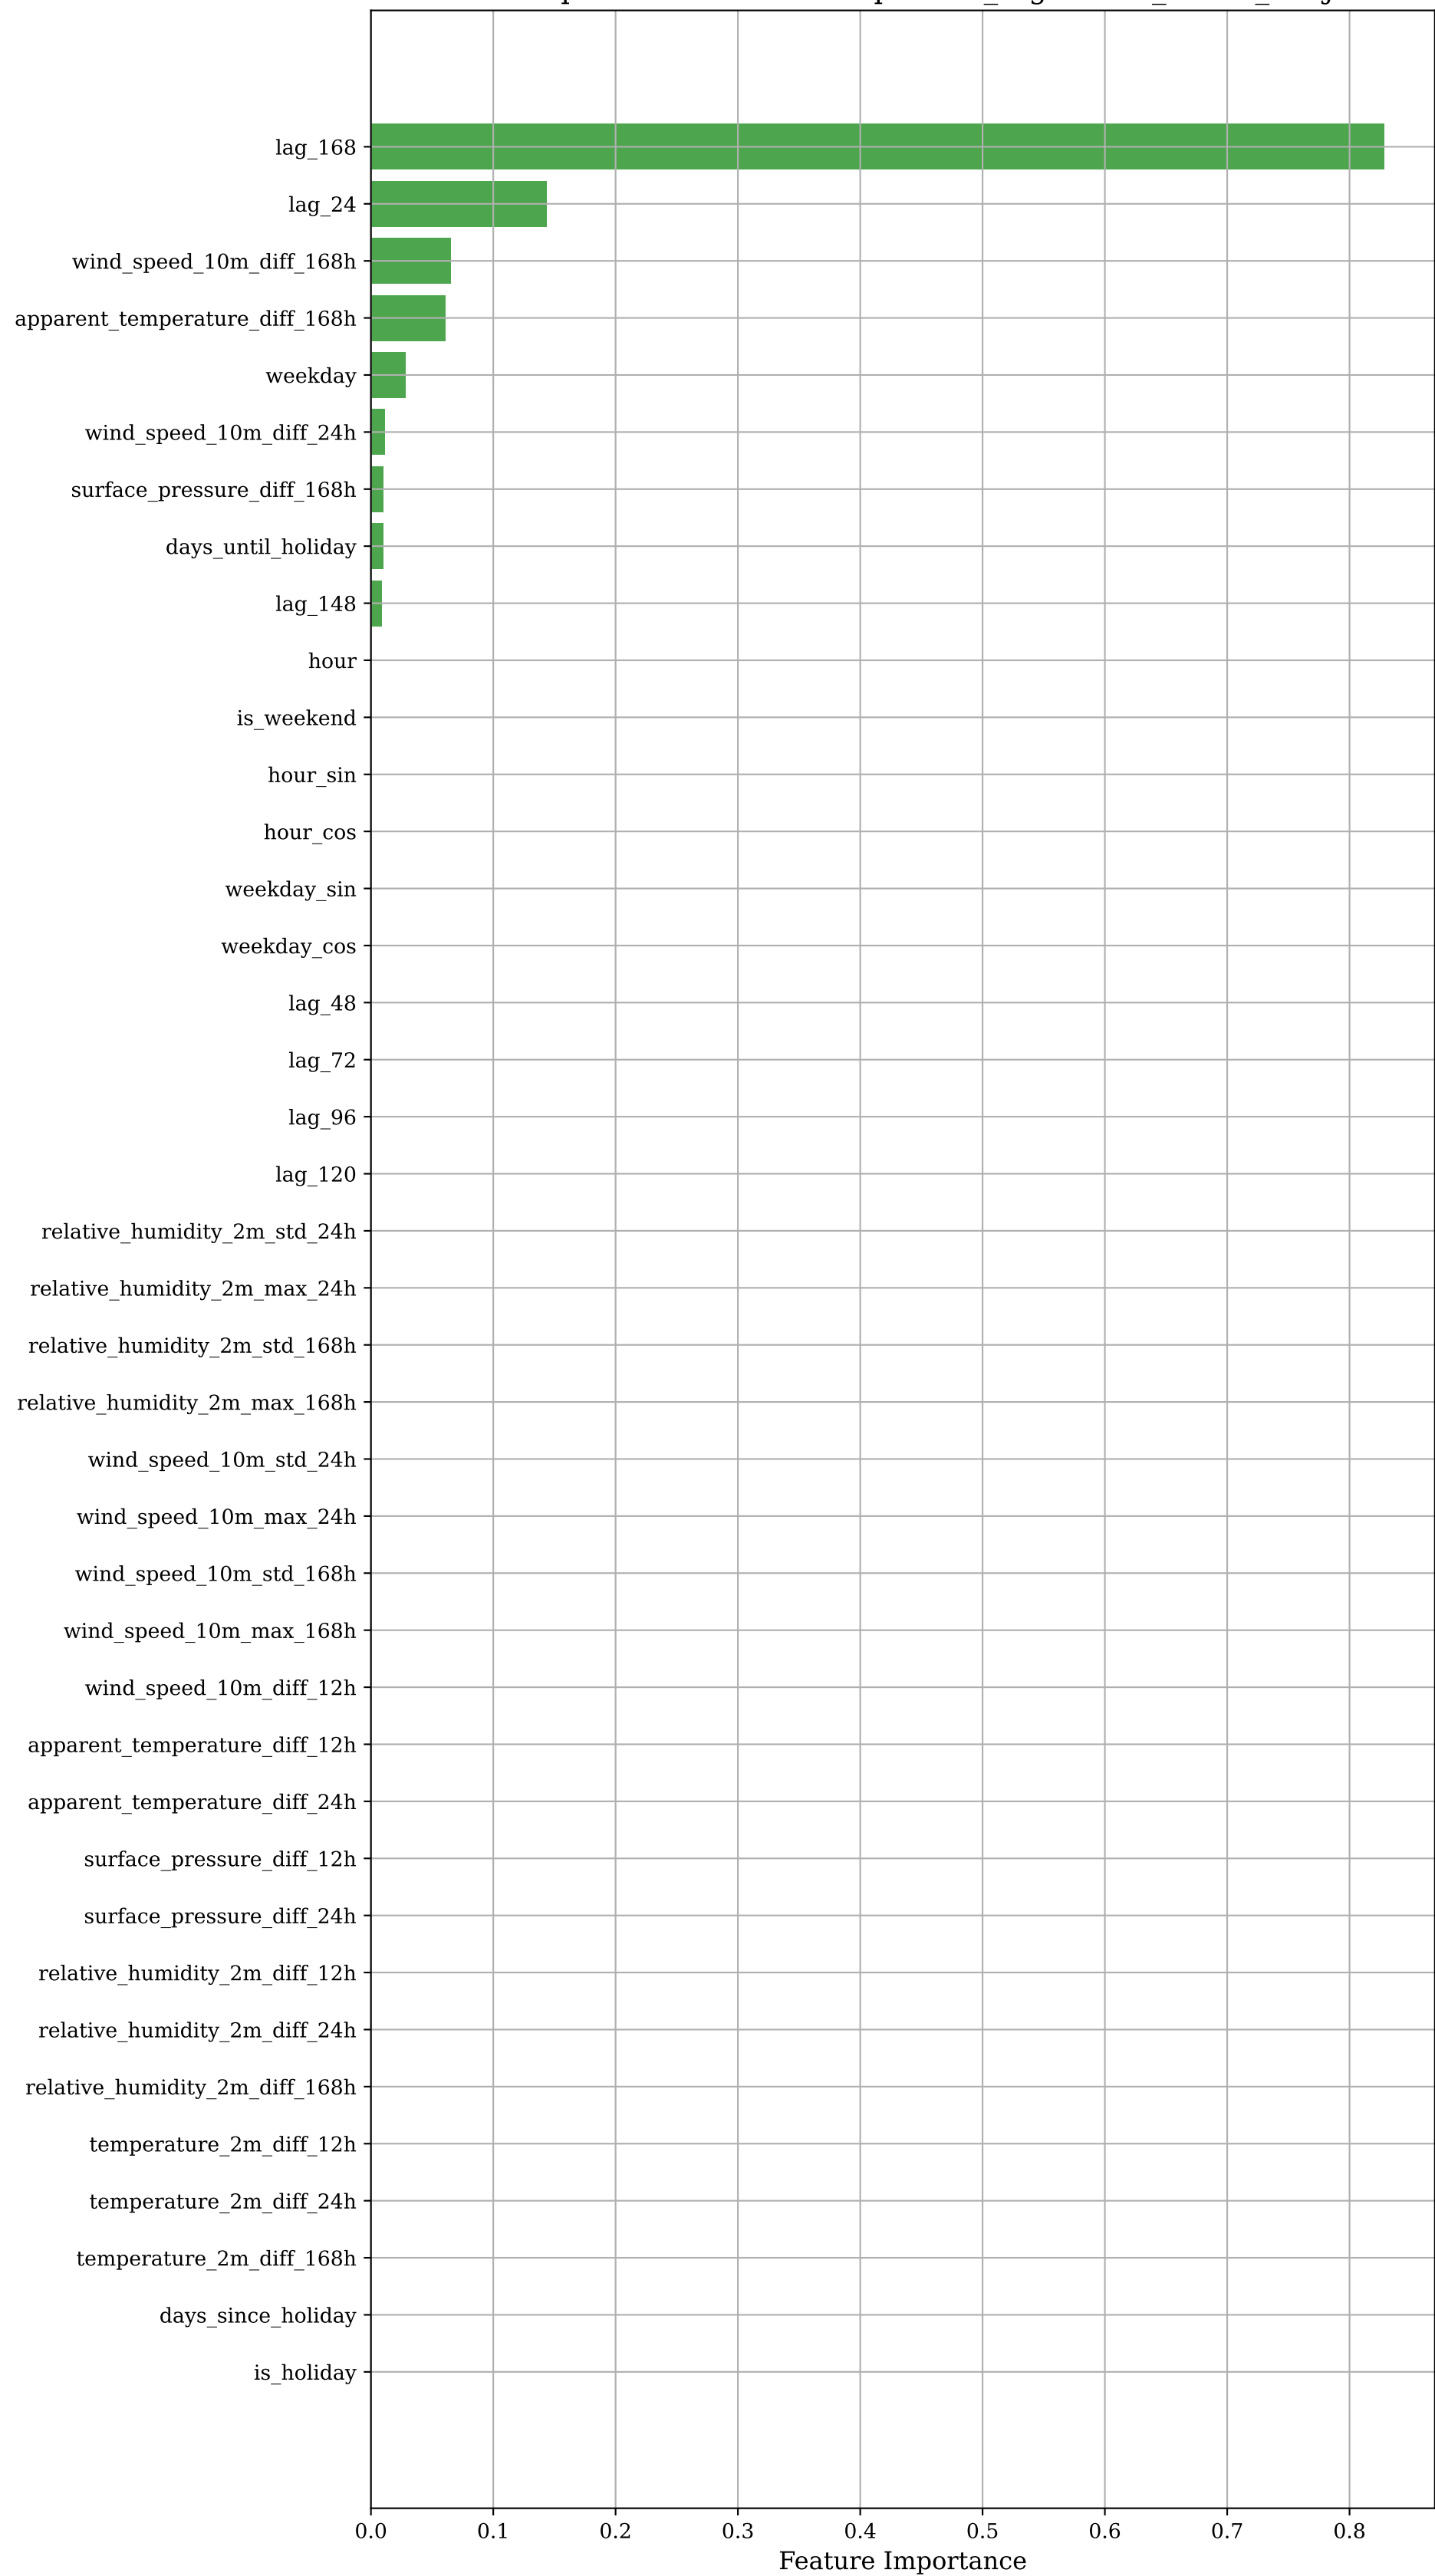 lag_168
lag_24
wind_speed_10m_diff_168h
apparent_temperature_diff_168h
weekday
wind_speed_10m_diff_24h
surface_pressure_diff_168h
days_until_holiday
lag_148
hour
is_weekend
hour_sin
hour_cos
weekday_sin
weekday_cos
lag_48
lag_72
lag_96
lag_120
relative_humidity_2m_std_24h
relative_humidity_2m_max_24h
relative_humidity_2m_std_168h
relative_humidity_2m_max_168h
wind_speed_10m_std_24h
wind_speed_10m_max_24h
wind_speed_10m_std_168h
wind_speed_10m_max_168h
wind_speed_10m_diff_12h
apparent_temperature_diff_12h
apparent_temperature_diff_24h
surface_pressure_diff_12h
surface_pressure_diff_24h
relative_humidity_2m_diff_12h
relative_humidity_2m_diff_24h
relative_humidity_2m_diff_168h
temperature_2m_diff_12h
temperature_2m_diff_24h
temperature_2m_diff_168h
days_since_holiday
is_holiday
0.0 0.1 0.2 0.3 0.4 0.5 0.6 0.7 0.8
Feature Importance